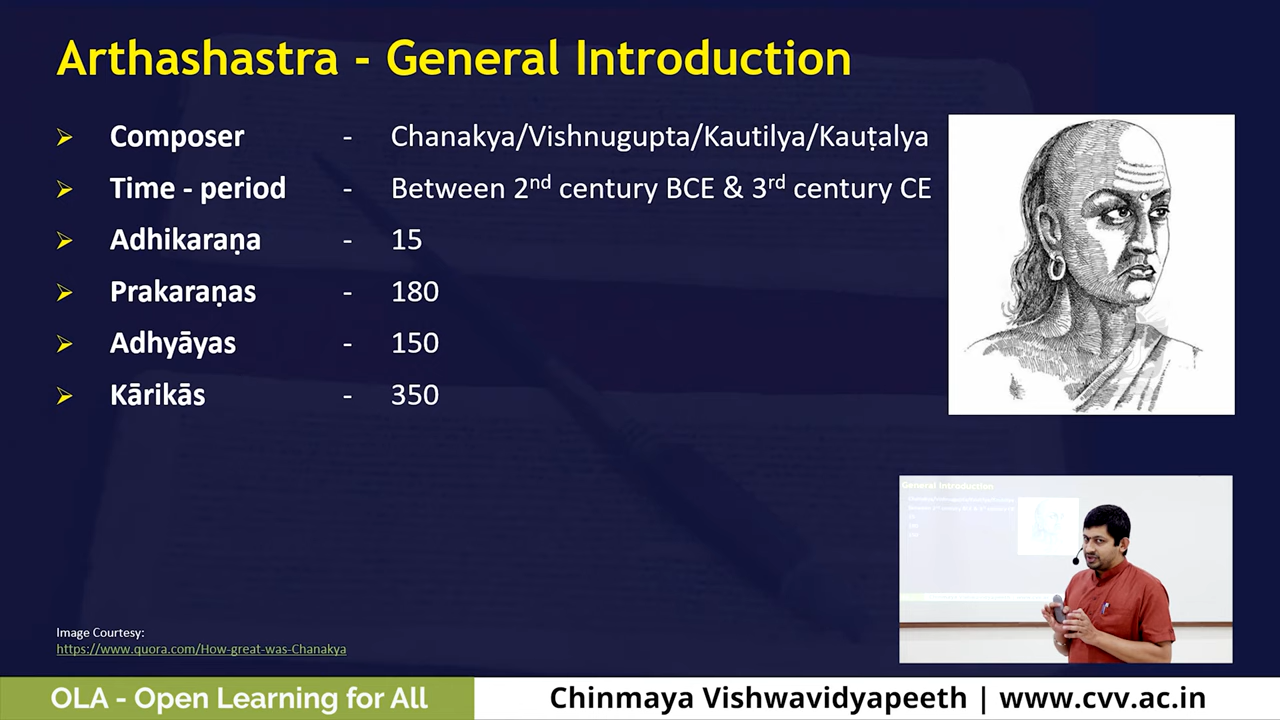 Arthashastra - General Introduction
➢ Composer - Chanakya/Vishnugupta/Kautilya/Kauṭalya
➢ Time - period - Between 2nd century BCE & 3rd century CE
➢ Adhikaraṇa - 15
➢ Prakaraṇas - 180
➢ Adhyāyas - 150
➢ Kārikās - 350
General Introduction
Image Courtesy:
https://www.quora.com/How-great-was-Chanakya
OLA - Open Learning for All
Chinmaya Vishwavidyapeeth | www.cvv.ac.in